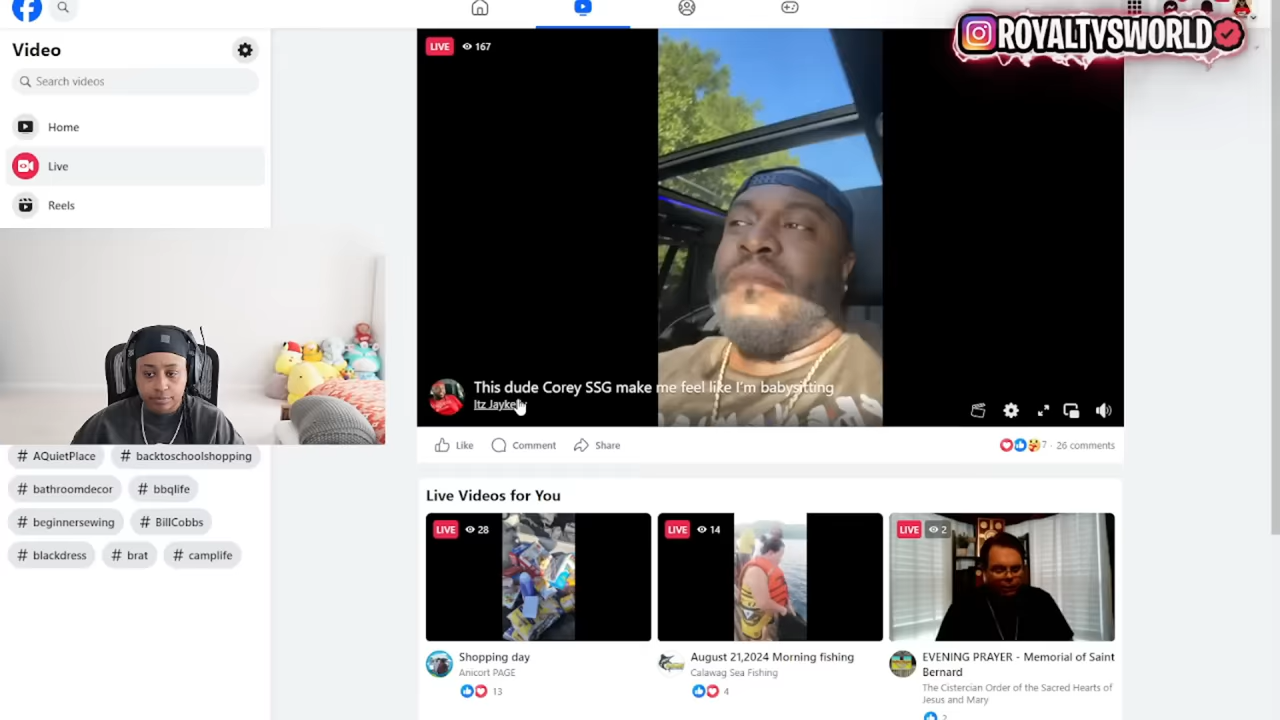 ROYALTYSWORLD
Video
Search videos
Home
Live
Reels
# AQuietPlace
# backtoschoolshopping
# bathroomdecor
# bbqlife
# beginnersewing
# BillCobbs
# blackdress
# brat
# camplife
LIVE 167
This dude Corey SSG make me feel like I'm babysitting
Like
Comment
Share
7 · 26 comments
Live Videos for You
LIVE 28
Shopping day
Anicort PAGE
13
LIVE 14
August 21,2024 Morning fishing
Calawag Sea Fishing
4
LIVE 2
EVENING PRAYER - Memorial of Saint
Bernard
The Cistercian Order of the Sacred Hearts of
Jesus and Mary
2